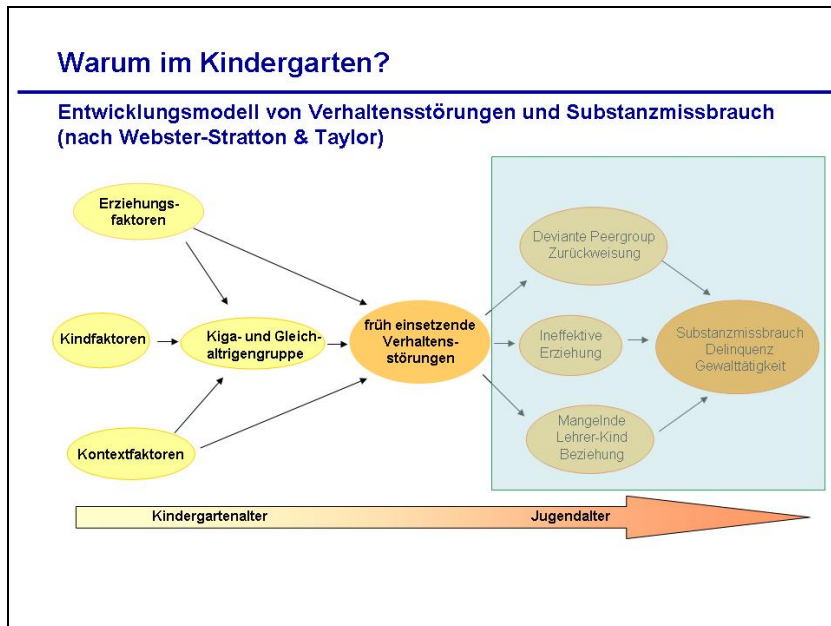 Warum im Kindergarten?
Entwicklungsmodell von Verhaltensstörungen und Substanzmissbrauch
(nach Webster-Stratton & Taylor)
Erziehungs-
faktoren
Kindfaktoren
Kontextfaktoren
Kiga- und Gleich-
altrigengruppe
früh einsetzende
Verhaltens-
störungen
Deviante Peergroup
Zurückweisung
Ineffektive
Erziehung
Mangelnde
Lehrer-Kind
Beziehung
Substanzmissbrauch
Delinquenz
Gewalttätigkeit
Kindergartenalter
Jugendalter